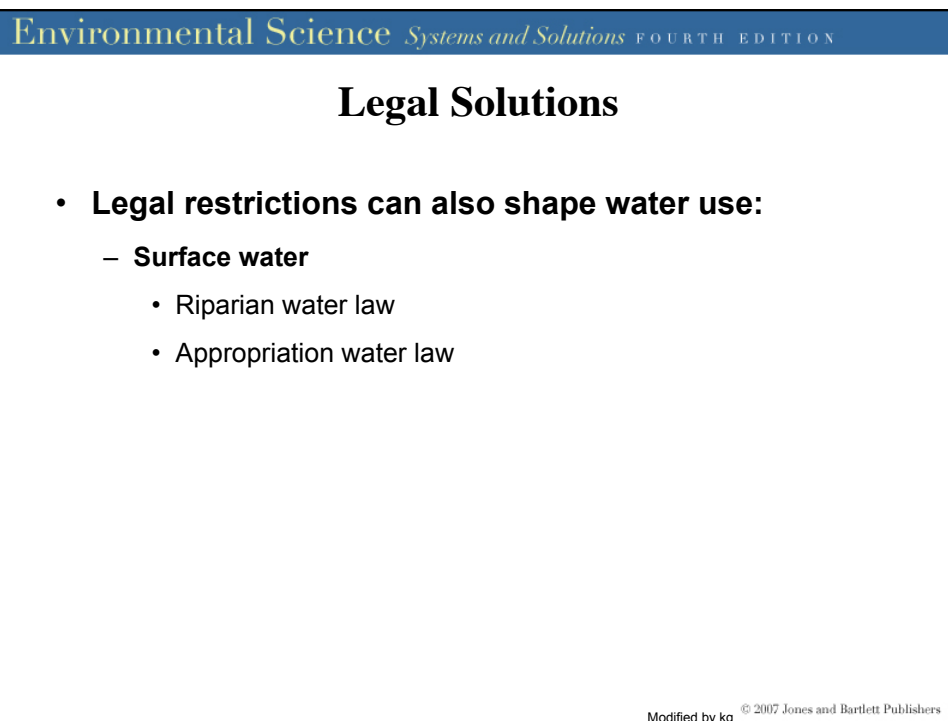 Environmental Science Systems and Solutions FOURTH EDITION
Legal Solutions
• Legal restrictions can also shape water use:
– Surface water
• Riparian water law
• Appropriation water law
Modified by kg © 2007 Jones and Bartlett Publishers